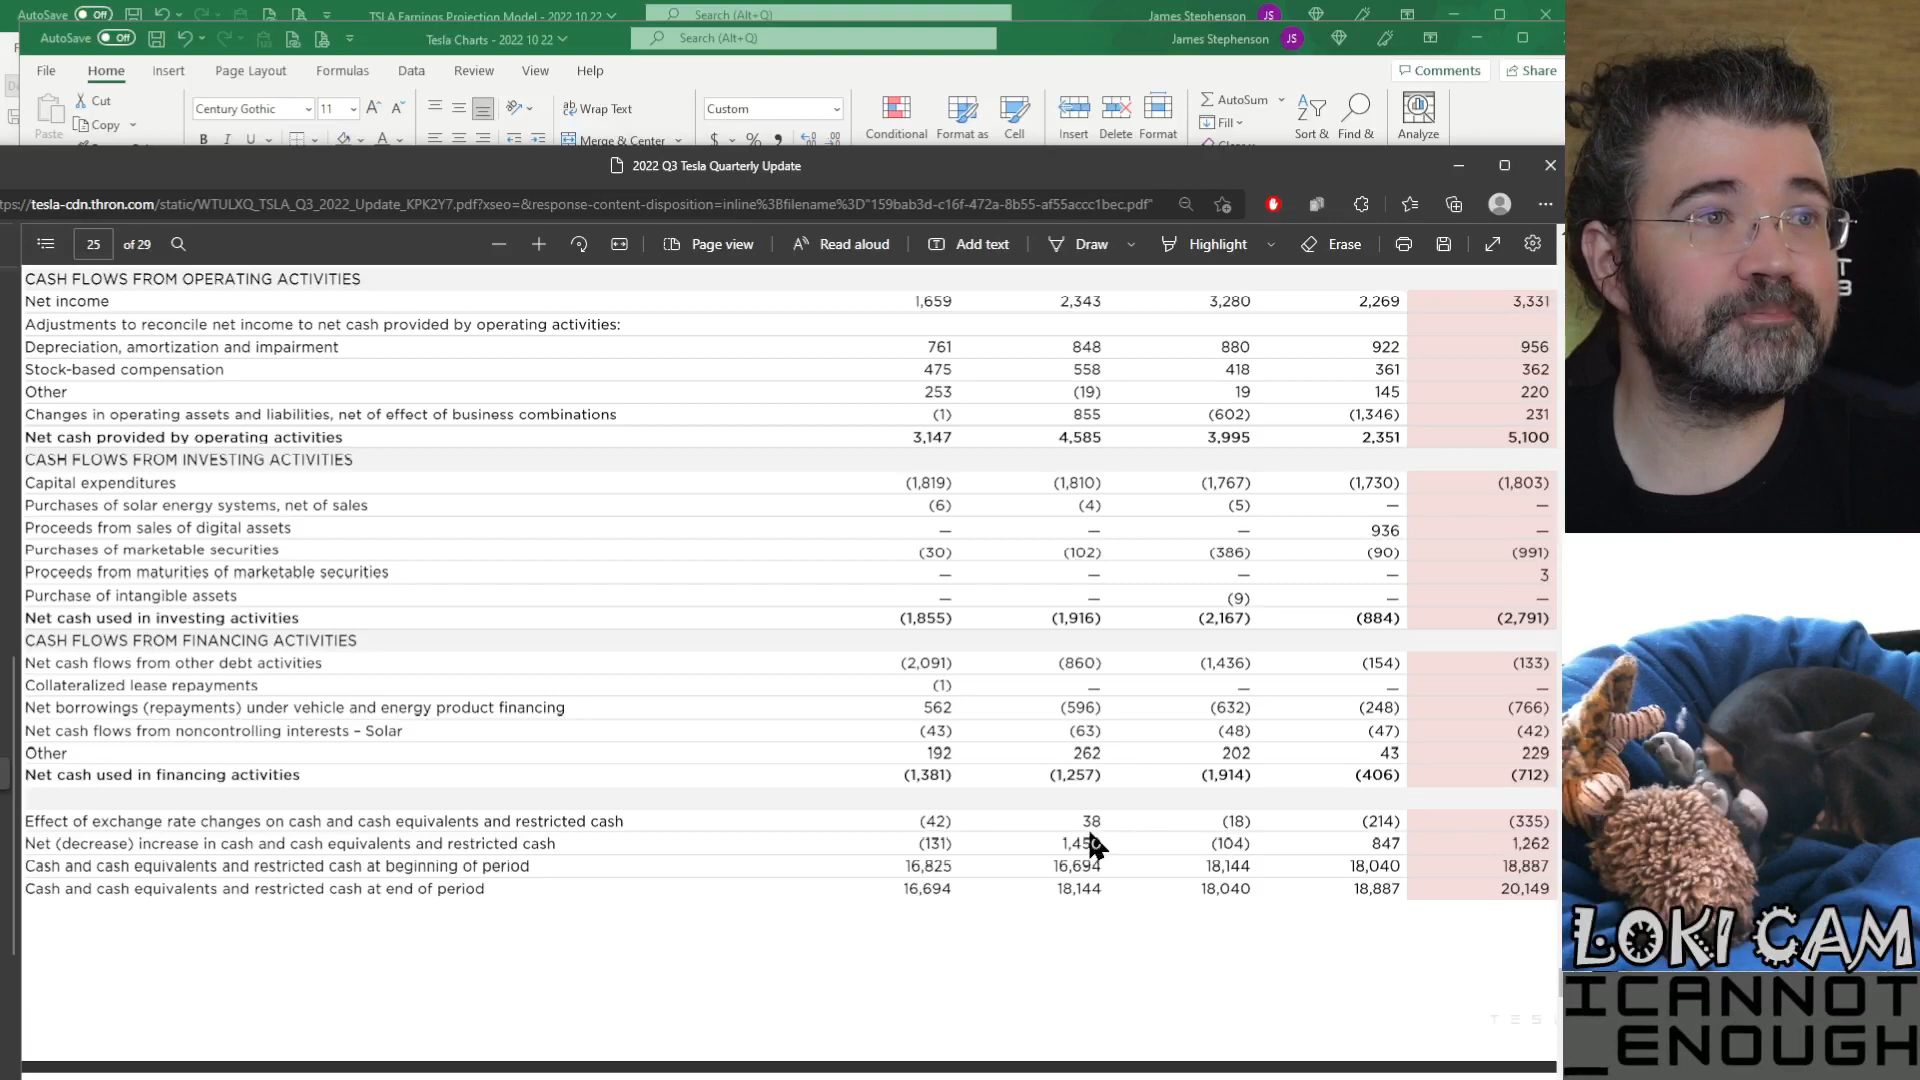 AutoSave Off TSLA Earnings Projection Model - 2022 10 22 Search (Alt+Q) James Stephenson JS
AutoSave Off Tesla Charts - 2022 10 22 Search (Alt+Q) James Stephenson JS
File Home Insert Page Layout Formulas Data Review View Help Comments Share
Paste Cut Century Gothic 11 A A Wrap Text Custom Conditional Format as Cell Insert Delete Format AutoSum Sort & Find & Analyze
Copy B I U Merge & Center $ % Fill
2022 Q3 Tesla Quarterly Update
tps://tesla-cdn.thron.com/static/WTULXQ_TSLA_Q3_2022_Update_KPK2Y7.pdf?xseo=&response-content-disposition=inline%3Bfilename%3D"159bab3d-c16f-472a-8b55-af55accc1bec.pdf"
25 of 29 Page view Read aloud Add text Draw Highlight Erase
CASH FLOWS FROM OPERATING ACTIVITIES
Net income 1,659 2,343 3,280 2,269 3,331
Adjustments to reconcile net income to net cash provided by operating activities:
Depreciation, amortization and impairment 761 848 880 922 956
Stock-based compensation 475 558 418 361 362
Other 253 (19) 19 145 220
Changes in operating assets and liabilities, net of effect of business combinations (1) 855 (602) (1,346) 231
Net cash provided by operating activities 3,147 4,585 3,995 2,351 5,100
CASH FLOWS FROM INVESTING ACTIVITIES
Capital expenditures (1,819) (1,810) (1,767) (1,730) (1,803)
Purchases of solar energy systems, net of sales (6) (4) (5) — —
Proceeds from sales of digital assets — — — 936 —
Purchases of marketable securities (30) (102) (386) (90) (991)
Proceeds from maturities of marketable securities — — — — 3
Purchase of intangible assets — — (9) — —
Net cash used in investing activities (1,855) (1,916) (2,167) (884) (2,791)
CASH FLOWS FROM FINANCING ACTIVITIES
Net cash flows from other debt activities (2,091) (860) (1,436) (154) (133)
Collateralized lease repayments (1) — — — —
Net borrowings (repayments) under vehicle and energy product financing 562 (596) (632) (248) (766)
Net cash flows from noncontrolling interests – Solar (43) (63) (48) (47) (42)
Other 192 262 202 43 229
Net cash used in financing activities (1,381) (1,257) (1,914) (406) (712)
Effect of exchange rate changes on cash and cash equivalents and restricted cash (42) 38 (18) (214) (335)
Net (decrease) increase in cash and cash equivalents and restricted cash (131) 1,450 (104) 847 1,262
Cash and cash equivalents and restricted cash at beginning of period 16,825 16,694 18,144 18,040 18,887
Cash and cash equivalents and restricted cash at end of period 16,694 18,144 18,040 18,887 20,149
T E S
LOKI CAM
ICANNOT
_ENOUGH